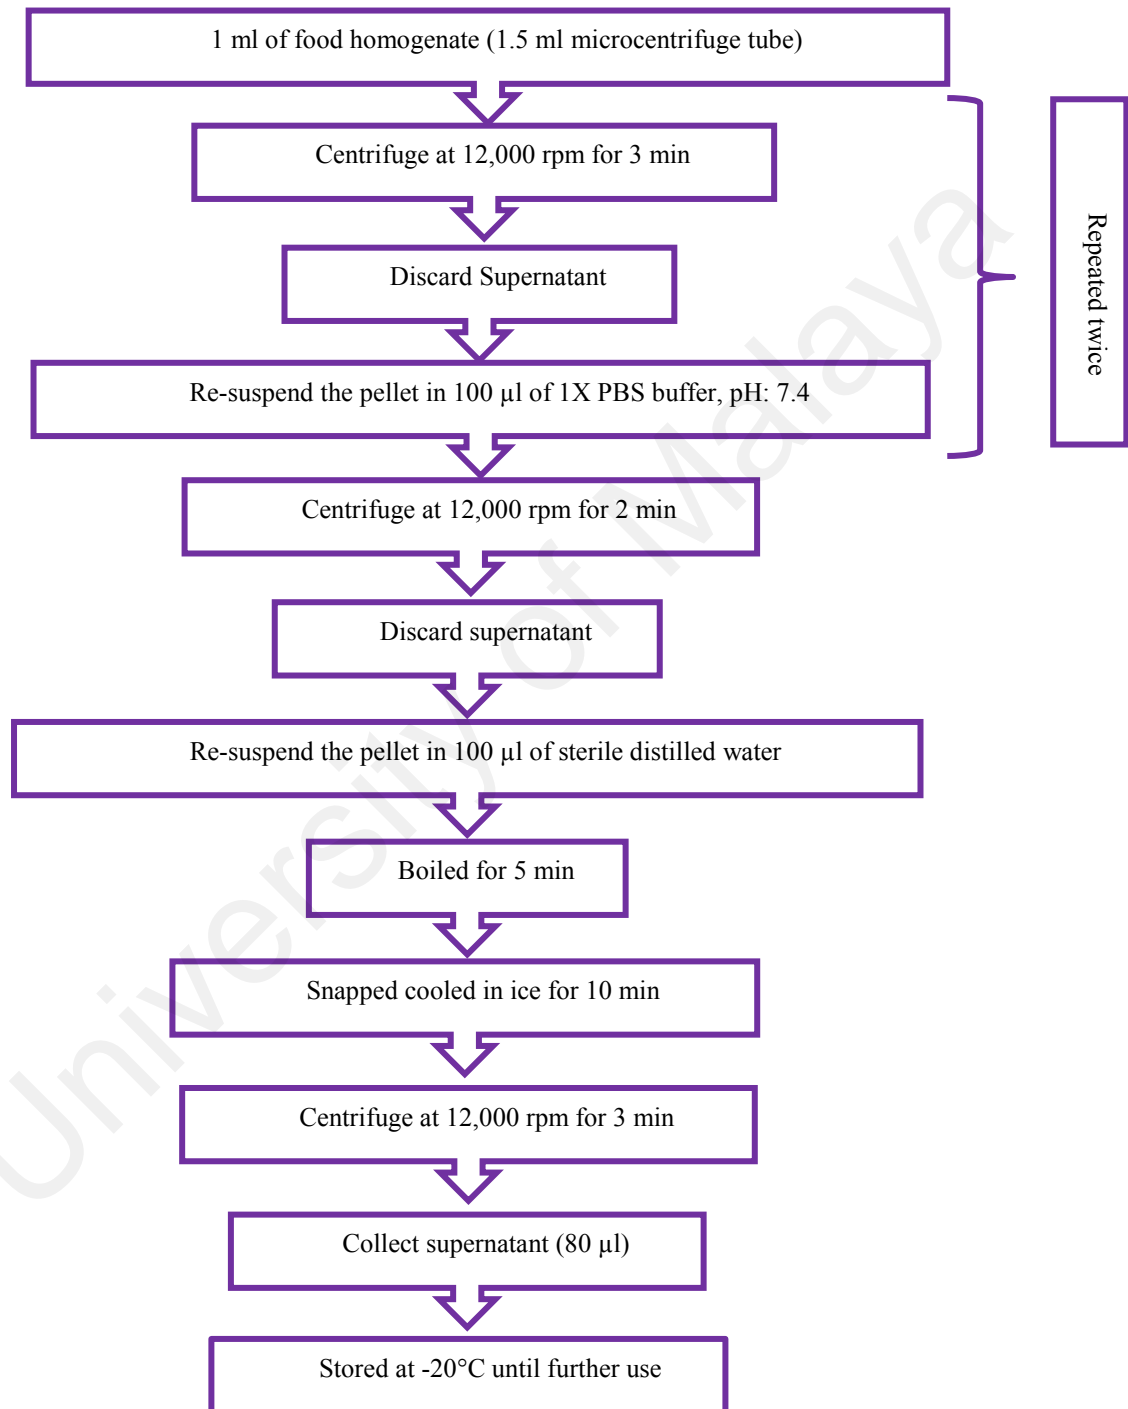 1 ml of food homogenate (1.5 ml microcentrifuge tube)
Centrifuge at 12,000 rpm for 3 min
Discard Supernatant
Re-suspend the pellet in 100 µl of 1X PBS buffer, pH: 7.4
Repeated twice
Centrifuge at 12,000 rpm for 2 min
Discard supernatant
Re-suspend the pellet in 100 µl of sterile distilled water
Boiled for 5 min
Snapped cooled in ice for 10 min
Centrifuge at 12,000 rpm for 3 min
Collect supernatant (80 µl)
Stored at -20°C until further use
University of Malaya